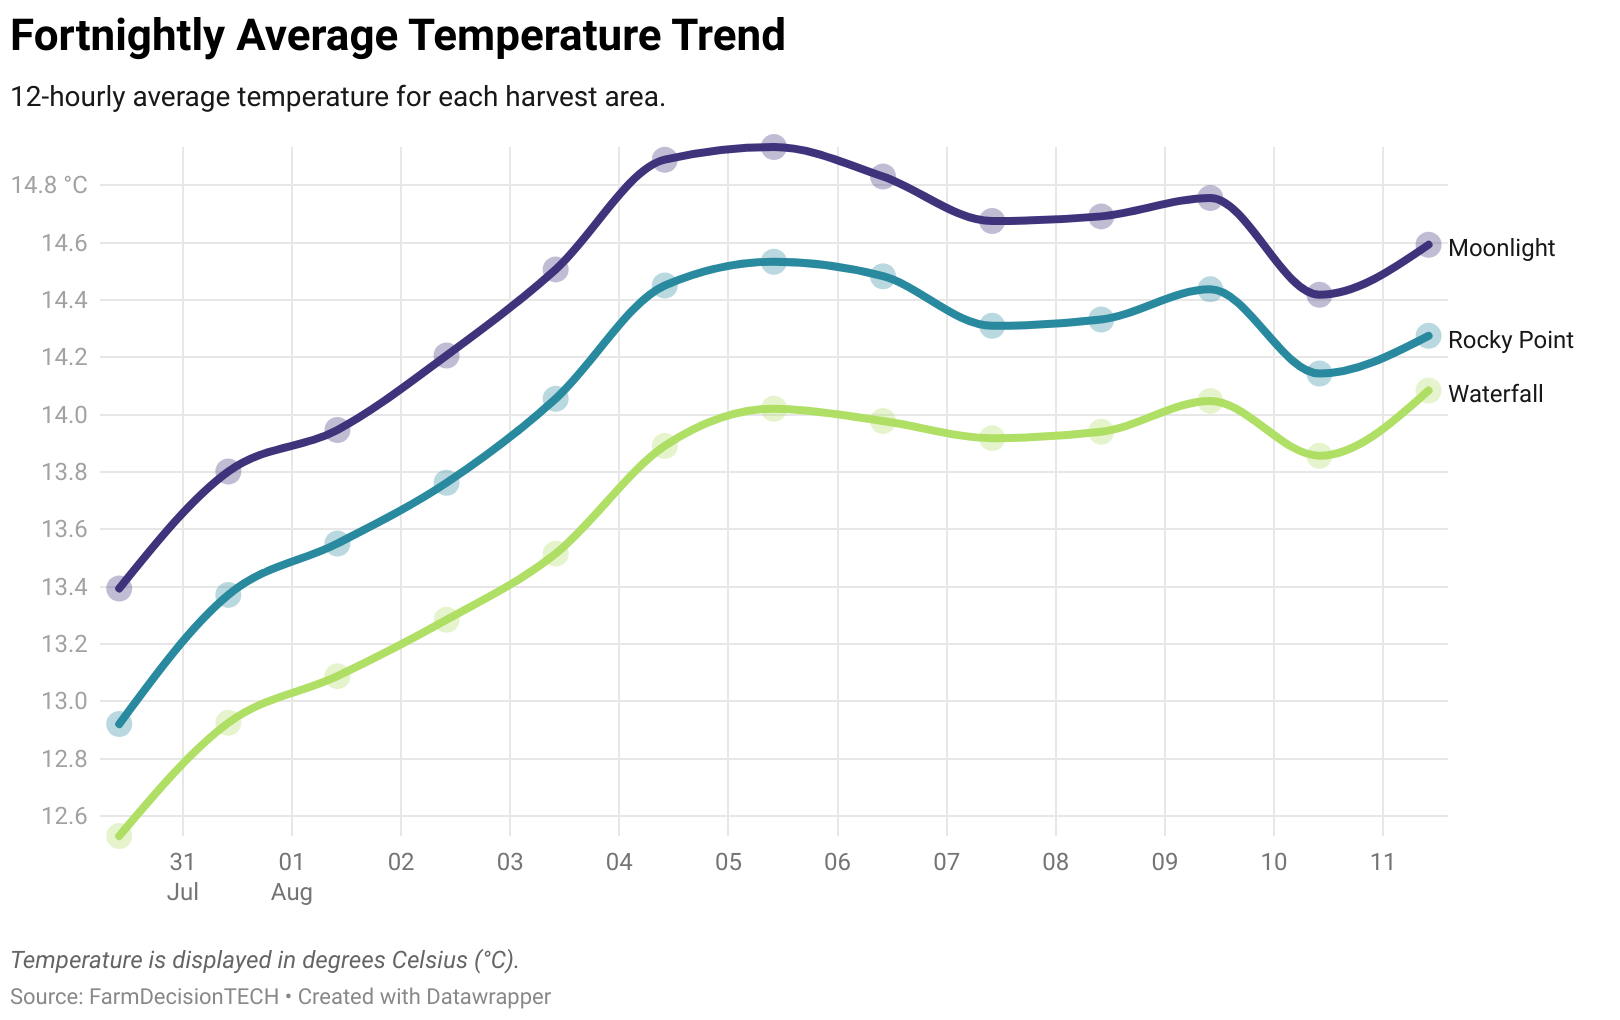 Fortnightly Average Temperature Trend
12-hourly average temperature for each harvest area.
14.8 °C
14.6
14.4
14.2
14.0
13.8
13.6
13.4
13.2
13.0
12.8
12.6
Moonlight
Rocky Point
Waterfall
31 01 02 03 04 05 06 07 08 09 10 11
Jul Aug
Temperature is displayed in degrees Celsius (°C).
Source: FarmDecisionTECH • Created with Datawrapper